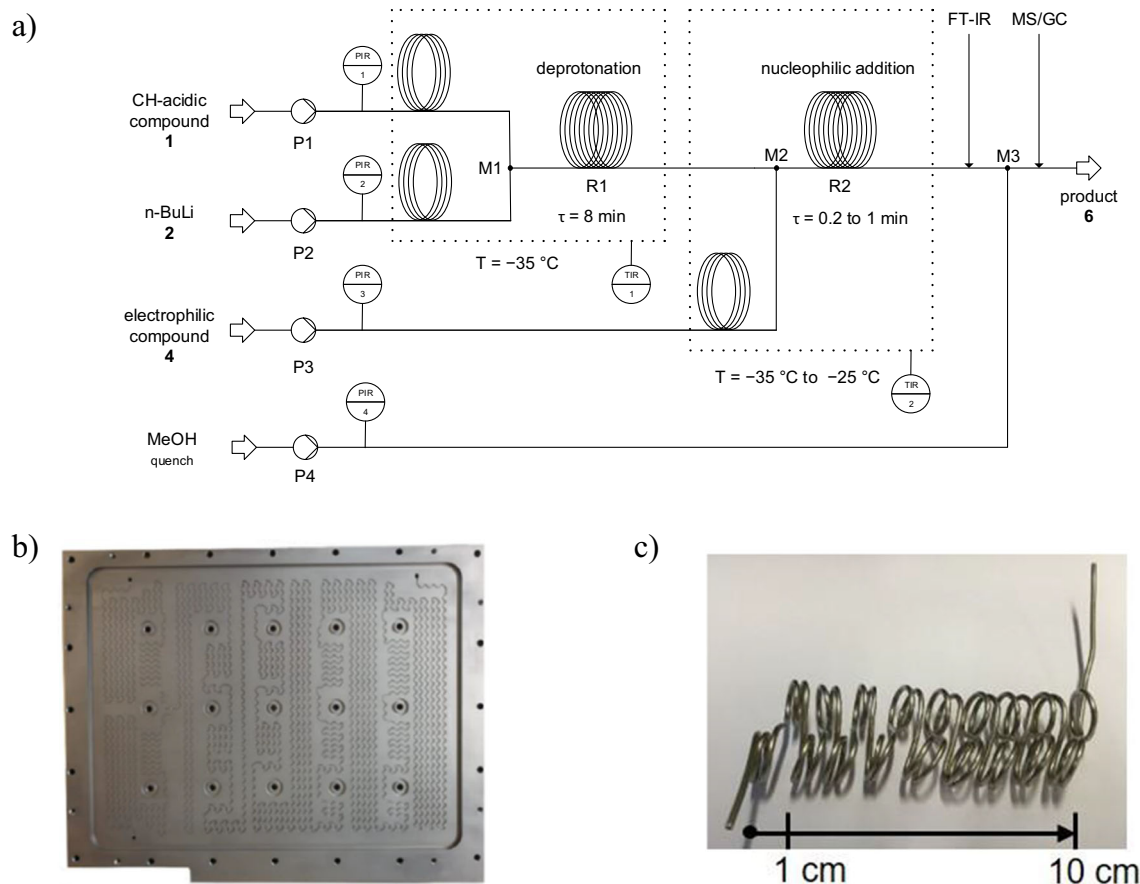 a)
FT-IR
MS/GC
PIR
1
deprotonation
nucleophilic addition
CH-acidic
compound
1
P1
M1
M2
M3
PIR
2
R1
R2
product
6
n-BuLi
2
τ = 8 min
τ = 0.2 to 1 min
P2
T = −35 °C
PIR
3
TIR
1
electrophilic
compound
4
P3
T = −35 °C to −25 °C
PIR
4
TIR
2
MeOH
quench
P4
b)
c)
1 cm
10 cm